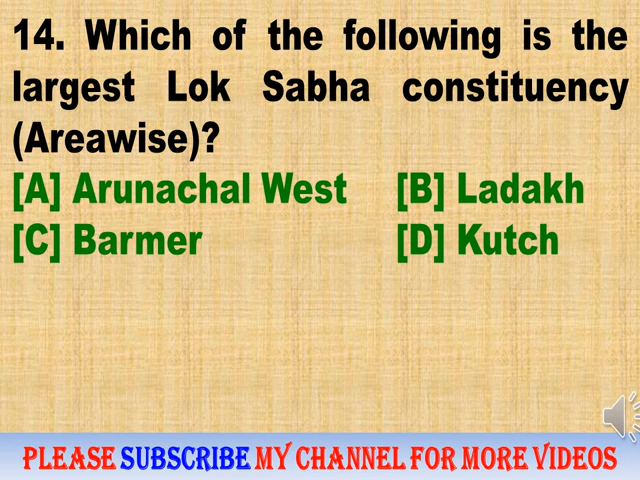 14. Which of the following is the
largest Lok Sabha constituency
(Areawise)?
[A] Arunachal West [B] Ladakh
[C] Barmer [D] Kutch
PLEASE SUBSCRIBE MY CHANNEL FOR MORE VIDEOS